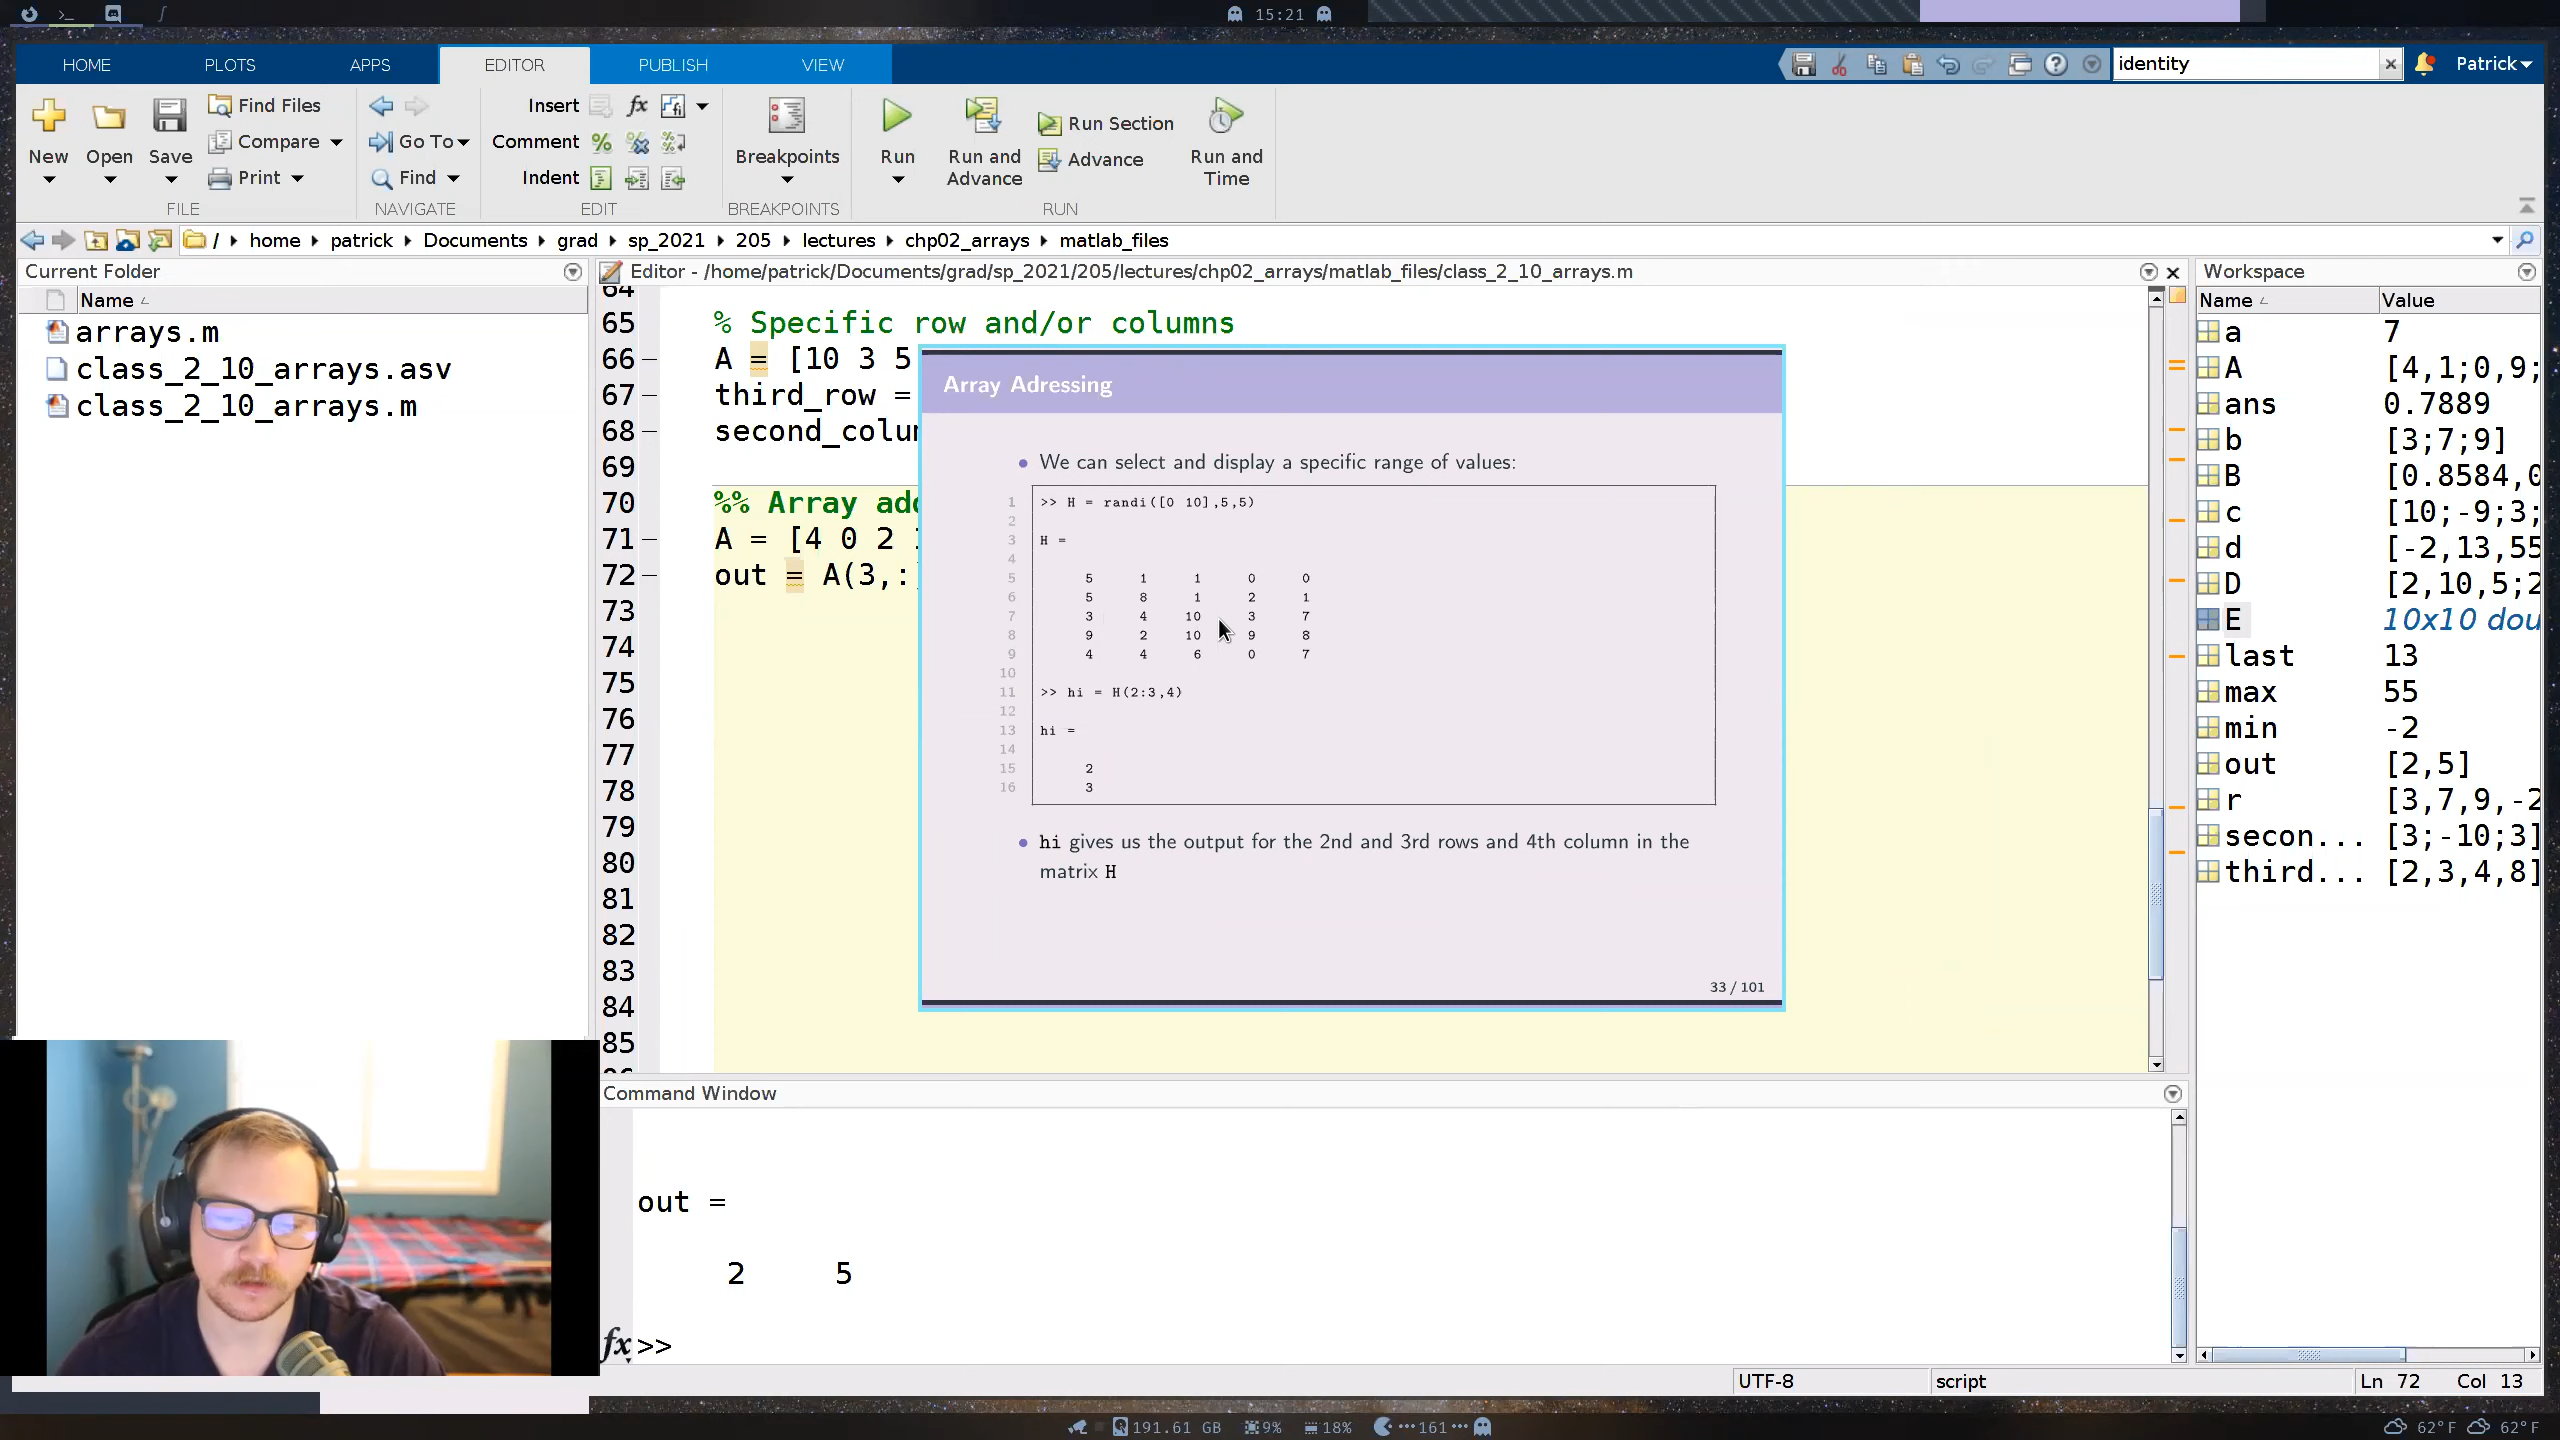 15:21
HOME PLOTS APPS EDITOR PUBLISH VIEW identity Patrick
New Open Save Find Files Compare Print Go To Find Insert fx Comment Indent Breakpoints Run Run and Advance Run Section Advance Run and Time
FILE NAVIGATE EDIT BREAKPOINTS RUN
/ home patrick Documents grad sp_2021 205 lectures chp02_arrays matlab_files
Current Folder
Name
arrays.m
class_2_10_arrays.asv
class_2_10_arrays.m
Editor - /home/patrick/Documents/grad/sp_2021/205/lectures/chp02_arrays/matlab_files/class_2_10_arrays.m
64
65 % Specific row and/or columns
66 A = [10 3 5
67 third_row =
68 second_colu
69
70 %% Array ad
71 A = [4 0 2
72 out = A(3,:
73
74
75
76
77
78
79
80
81
82
83
84
85
Array Adressing
• We can select and display a specific range of values:
1 >> H = randi([0 10],5,5)
2
3 H =
4
5 5 1 1 0 0
6 5 8 1 2 1
7 3 4 10 3 7
8 9 2 10 9 8
9 4 4 6 0 7
10
11 >> hi = H(2:3,4)
12
13 hi =
14
15 2
16 3
• hi gives us the output for the 2nd and 3rd rows and 4th column in the
matrix H
33 / 101
Workspace
Name Value
a 7
A [4,1;0,9;
ans 0.7889
b [3;7;9]
B [0.8584,0
c [10;-9;3;
d [-2,13,55
D [2,10,5;2
E 10x10 dou
last 13
max 55
min -2
out [2,5]
r [3,7,9,-2
secon... [3;-10;3]
third... [2,3,4,8]
Command Window
out =
2 5
fx >>
UTF-8 script Ln 72 Col 13
191.61 GB 9% 18% 161 62°F 62°F